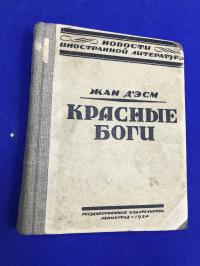 НОВОСТИ
ИНОСТРАННОЙ ЛИТЕРАТУРЫ
ЖАН Д'ЭСМ
КРАСНЫЕ
БОГИ
ГОСУДАРСТВЕННОЕ ИЗДАТЕЛЬСТВО
ЛЕНИНГРАД • 1924